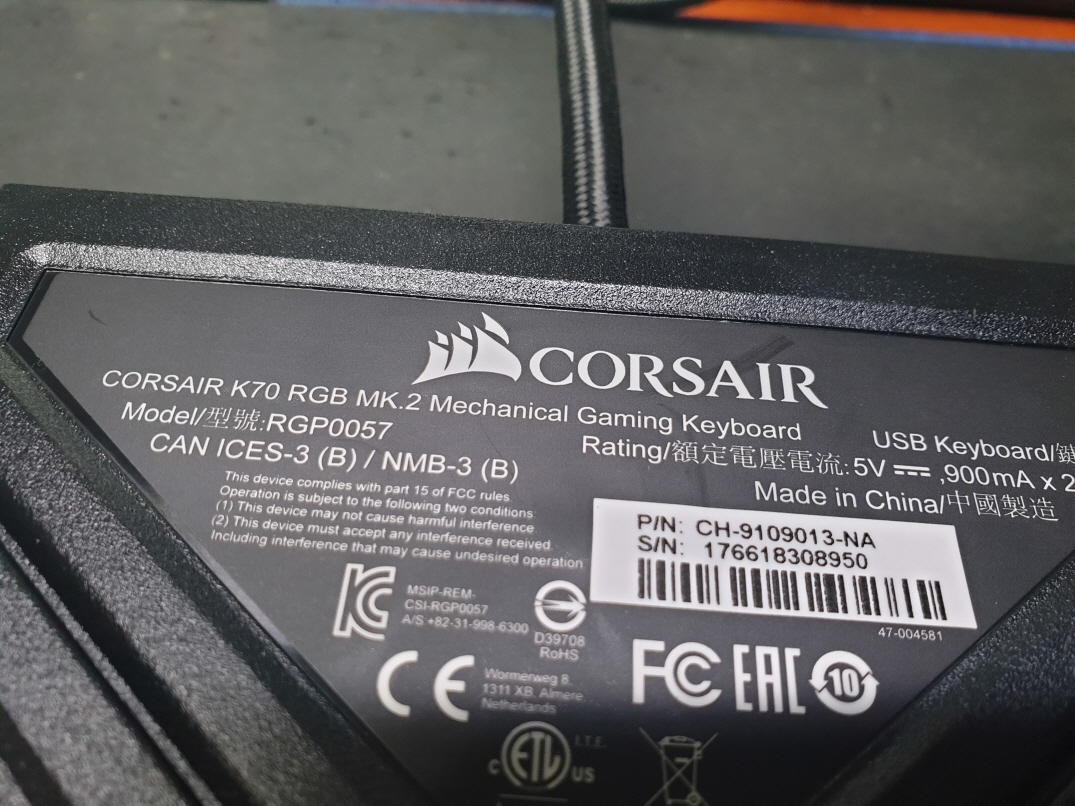 CORSAIR
CORSAIR K70 RGB MK.2 Mechanical Gaming Keyboard
USB Keyboard/鍵
Model/型號:RGP0057
Rating/額定電壓電流:5V ⎓ ,900mA x 2
CAN ICES-3 (B) / NMB-3 (B)
Made in China/中國製造
This device complies with part 15 of FCC rules
Operation is subject to the following two conditions:
(1) This device may not cause harmful interference
(2) This device must accept any interference received
Including interference that may cause undesired operation
P/N: CH-9109013-NA
S/N: 176618308950
47-004581
KC
MSIP-REM-
CSI-RGP0057
A/S +82-31-998-6300
D39708
RoHS
CE
Wormerweg 8,
1311 XB, Almere,
Netherlands
FC
EAC
10
c ETL us
I.T.E.